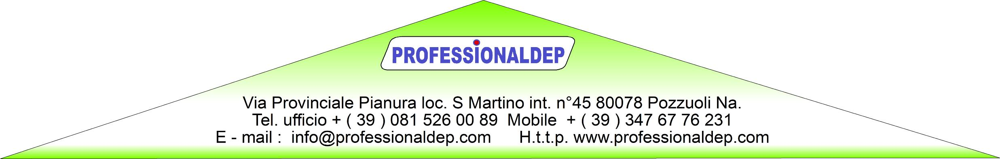 PROFESSiONALDEP
Via Provinciale Pianura loc. S Martino int. n°45 80078 Pozzuoli Na.
Tel. ufficio + ( 39 ) 081 526 00 89  Mobile  + ( 39 ) 347 67 76 231
E - mail :  info@professionaldep.com      H.t.t.p. www.professionaldep.com